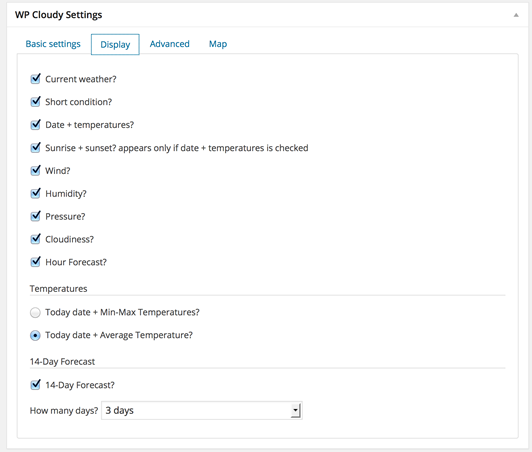 WP Cloudy Settings
Basic settings Display Advanced Map
Current weather?
Short condition?
Date + temperatures?
Sunrise + sunset? appears only if date + temperatures is checked
Wind?
Humidity?
Pressure?
Cloudiness?
Hour Forecast?
Temperatures
Today date + Min-Max Temperatures?
Today date + Average Temperature?
14-Day Forecast
14-Day Forecast?
How many days? 3 days